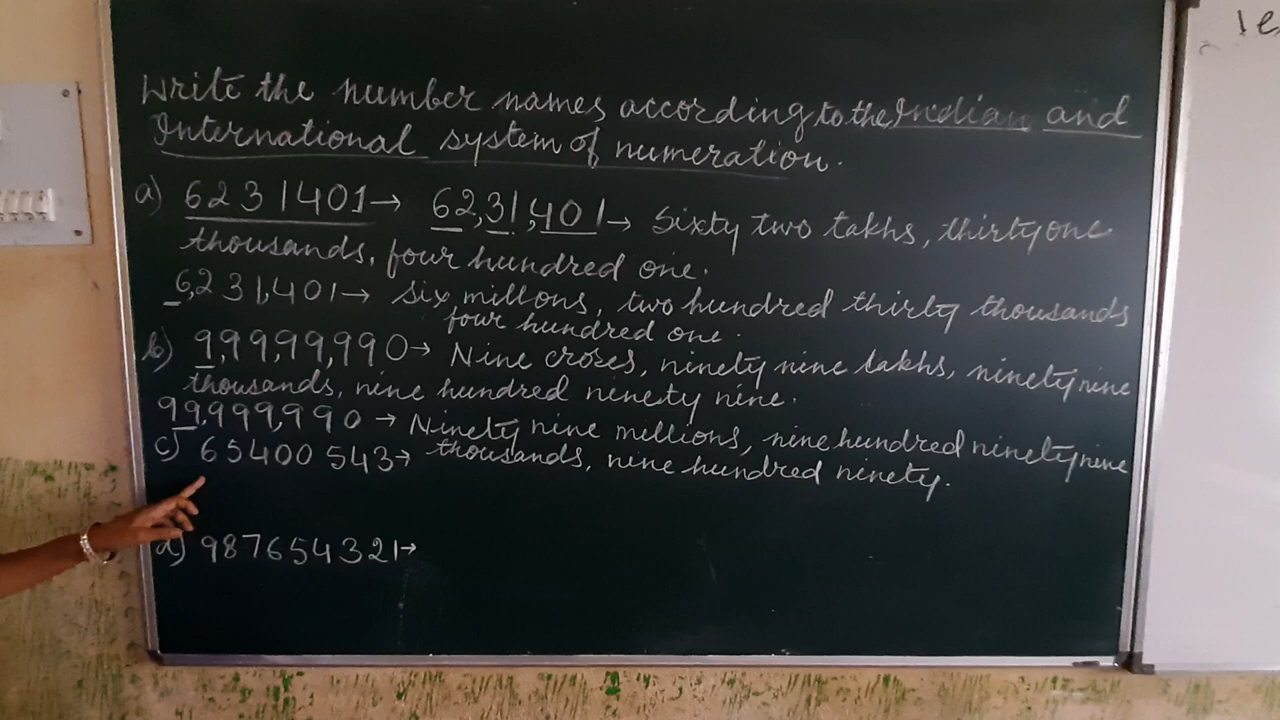 Write the number names according to the Indian and
International system of numeration.
a) 6231401→ 62,31,401→ Sixty two takhs, thirty one
thousands, four hundred one.
6,231,401→ Six millons, two hundred thirty thousands
four hundred one.
b) 9,99,99,990→ Nine croses, ninety nine lakhs, ninety nine
thousands, nine hundred ninety nine.
99,999,990 → Ninety nine millions, nine hundred ninety nine
thousands, nine hundred ninety.
c) 65400543→
d) 987654321→